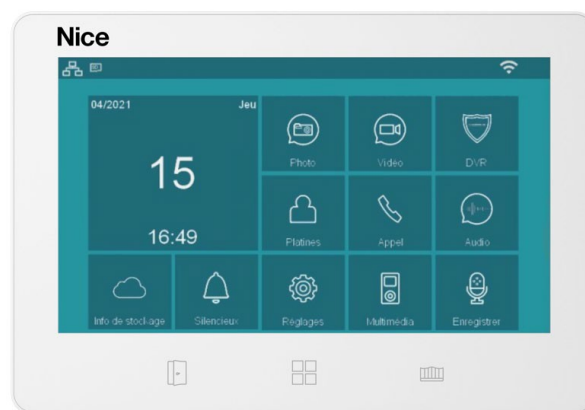 Nice
04/2021 Jeu
15
16:49
Photo
Vidéo
DVR
Platines
Appel
Audio
Info de stockage
Silencieux
Réglages
Multimédia
Enregistrer